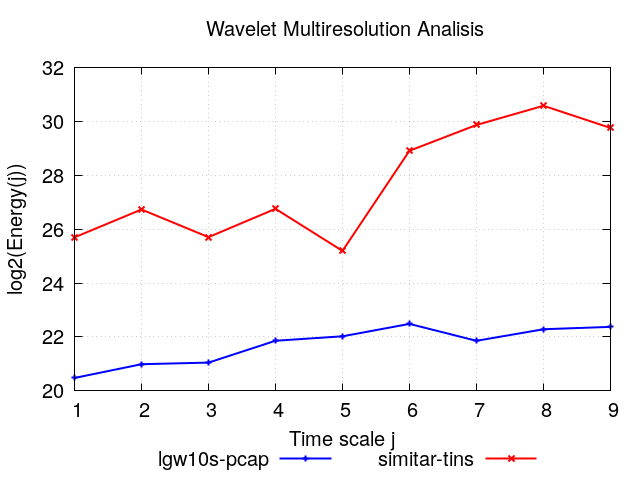 Wavelet Multiresolution Analisis
32
30
28
26
24
22
20
log2(Energy(j))
1 2 3 4 5 6 7 8 9
Time scale j
lgw10s-pcap simitar-tins